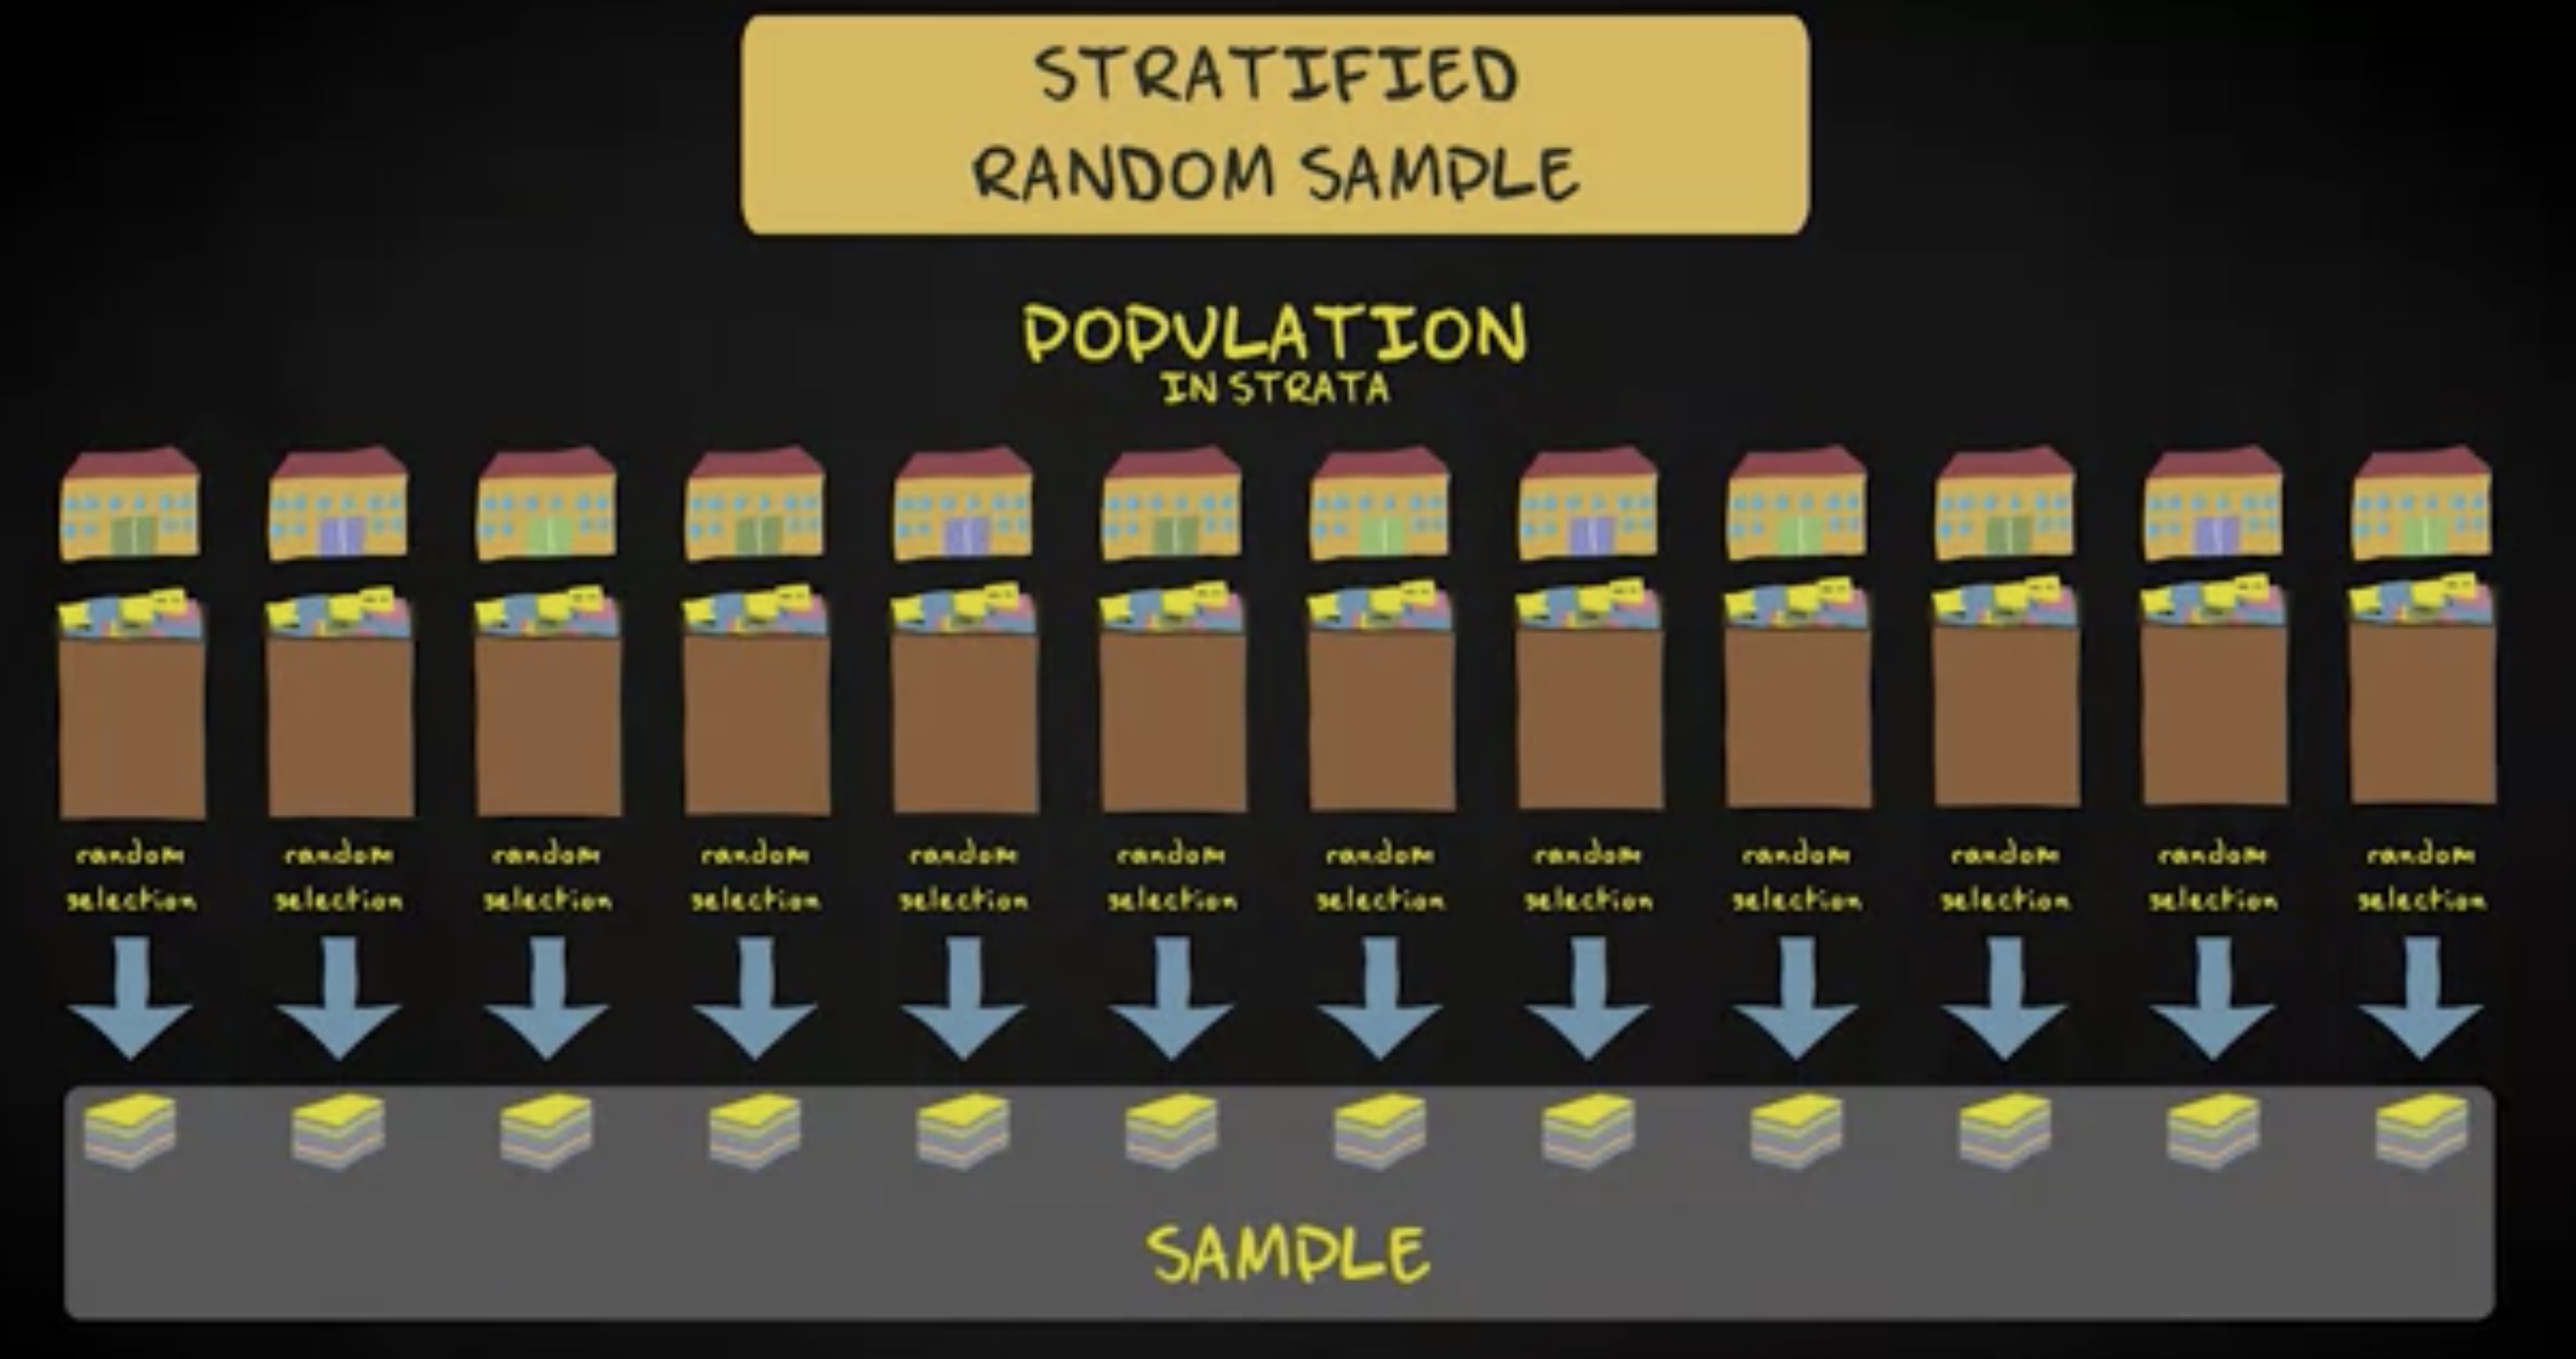 STRATIFIED
RANDOM SAMPLE
POPULATION
IN STRATA
random random random random random random random random random random random random
selection selection selection selection selection selection selection selection selection selection selection selection
SAMPLE